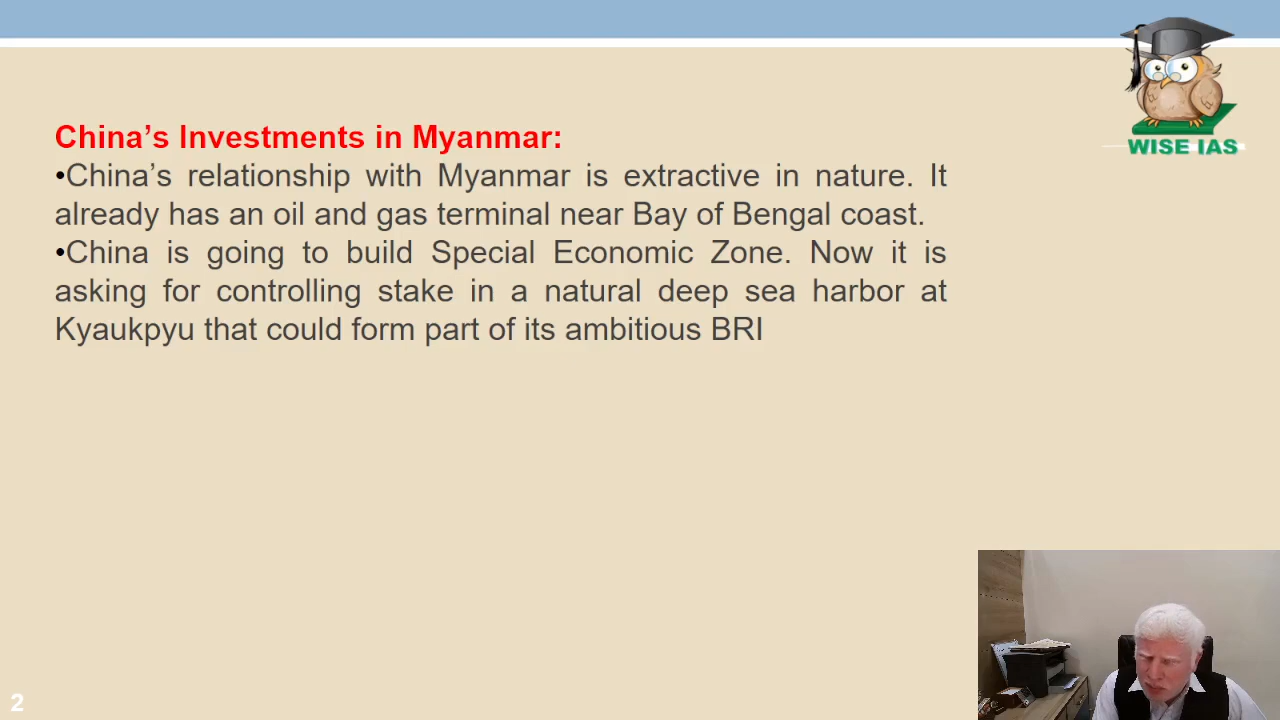 WISE IAS
China’s Investments in Myanmar:
•China’s relationship with Myanmar is extractive in nature. It
already has an oil and gas terminal near Bay of Bengal coast.
•China is going to build Special Economic Zone. Now it is
asking for controlling stake in a natural deep sea harbor at
Kyaukpyu that could form part of its ambitious BRI
2